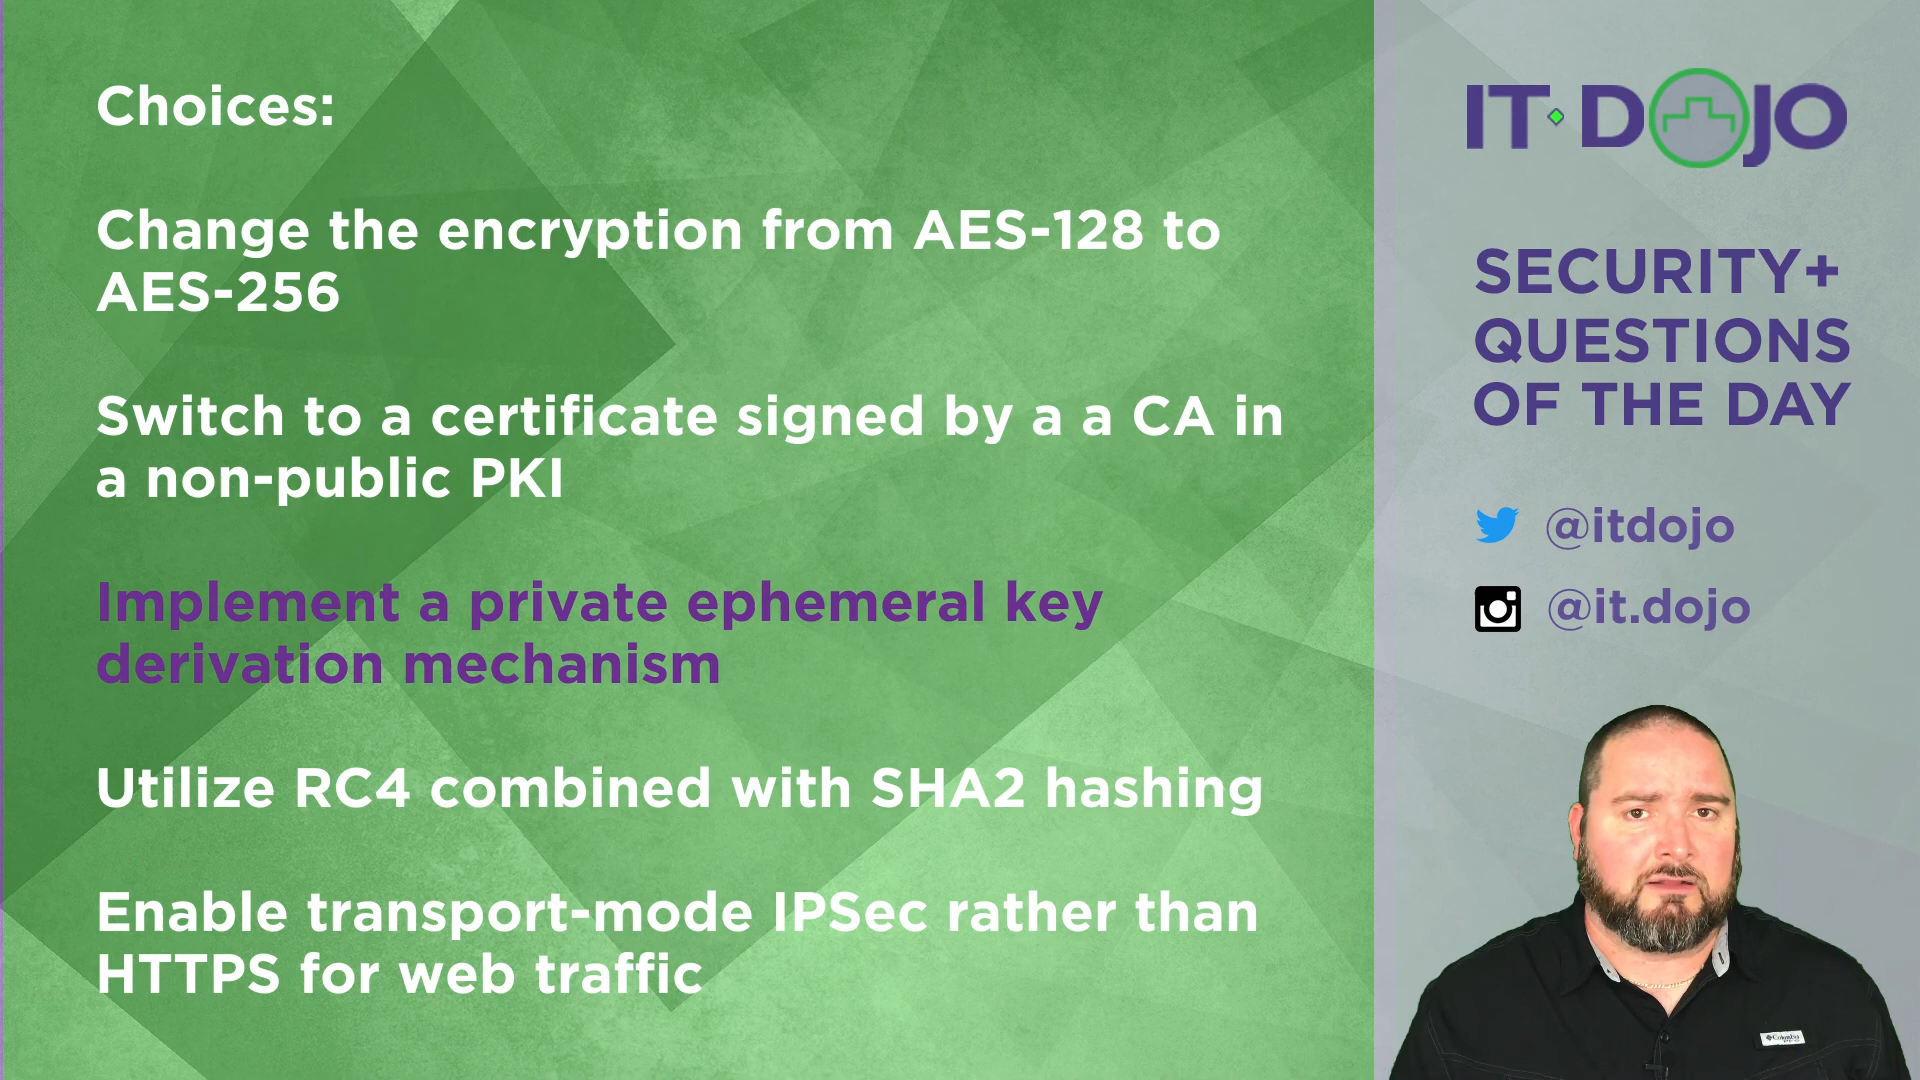 Choices:
Change the encryption from AES-128 to
AES-256
Switch to a certificate signed by a a CA in
a non-public PKI
Implement a private ephemeral key
derivation mechanism
Utilize RC4 combined with SHA2 hashing
Enable transport-mode IPSec rather than
HTTPS for web traffic
IT DOJO
SECURITY+
QUESTIONS
OF THE DAY
@itdojo
@it.dojo
Columbia